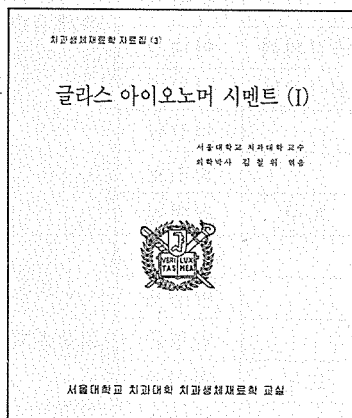 치과생체재료학 자료집 (3)
글라스 아이오노머 시멘트 (I)
서울대학교 치과대학 교수
의학박사 김철위 엮음
VERI LUX
TAS MEA
서울대학교 치과대학 치과생체재료학 교실